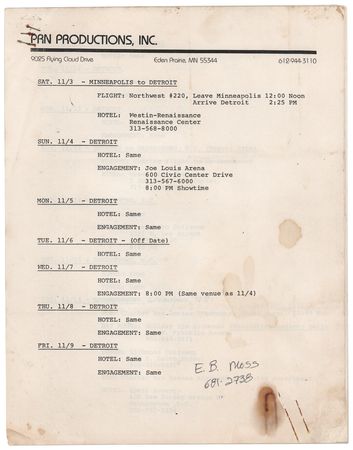 PRN PRODUCTIONS, INC.
9025 Flying Cloud Drive Eden Prairie, MN 55344 612-944-3110
SAT. 11/3 - MINNEAPOLIS to DETROIT
FLIGHT: Northwest #220, Leave Minneapolis 12:00 Noon
Arrive Detroit 2:25 PM
HOTEL: Westin-Renaissance
Renaissance Center
313-568-8000
SUN. 11/4 - DETROIT
HOTEL: Same
ENGAGEMENT: Joe Louis Arena
600 Civic Center Drive
313-567-6000
8:00 PM Showtime
MON. 11/5 - DETROIT
HOTEL: Same
ENGAGEMENT: Same
TUE. 11/6 - DETROIT - (Off Date)
HOTEL: Same
WED. 11/7 - DETROIT
HOTEL: Same
ENGAGEMENT: 8:00 PM (Same venue as 11/4)
THU. 11/8 - DETROIT
HOTEL: Same
ENGAGEMENT: Same
FRI. 11/9 - DETROIT
HOTEL: Same
ENGAGEMENT: Same
E.B. Moss
681-2738